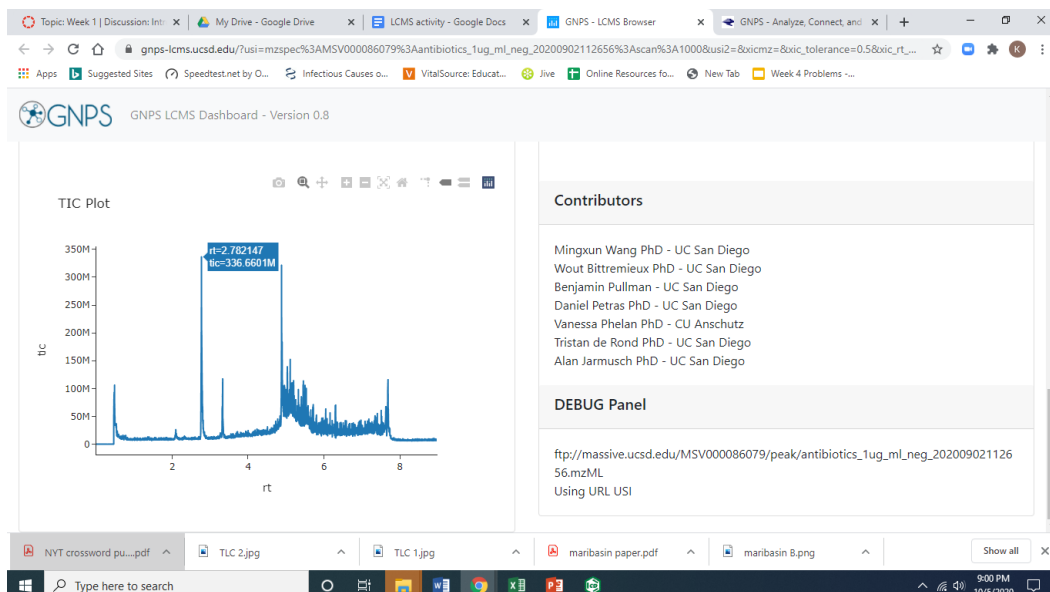 Topic: Week 1 | Discussion: Int
My Drive - Google Drive
LCMS activity - Google Docs
GNPS - LCMS Browser
GNPS - Analyze, Connect, and
gnps-lcms.ucsd.edu/?usi=mzspec%3AMSV000086079%3Aantibiotics_1ug_ml_neg_20200902112656%3Ascan%3A1000&usi2=&xicmz=&xic_tolerance=0.5&xic_rt_...
K
Apps
Suggested Sites
Speedtest.net by O...
Infectious Causes o...
VitalSource: Educat...
Jive
Online Resources fo...
New Tab
Week 4 Problems -...
GNPS
GNPS LCMS Dashboard - Version 0.8
TIC Plot
350M
300M
250M
200M
150M
100M
50M
0
tic
rt=2.782147
tic=336.6601M
2
4
6
8
rt
Contributors
Mingxun Wang PhD - UC San Diego
Wout Bittremieux PhD - UC San Diego
Benjamin Pullman - UC San Diego
Daniel Petras PhD - UC San Diego
Vanessa Phelan PhD - CU Anschutz
Tristan de Rond PhD - UC San Diego
Alan Jarmusch PhD - UC San Diego
DEBUG Panel
ftp://massive.ucsd.edu/MSV000086079/peak/antibiotics_1ug_ml_neg_202009021126
56.mzML
Using URL USI
NYT crossword pu....pdf
TLC 2.jpg
TLC 1.jpg
maribasin paper.pdf
maribasin B.png
Show all
Type here to search
9:00 PM
10/5/2020